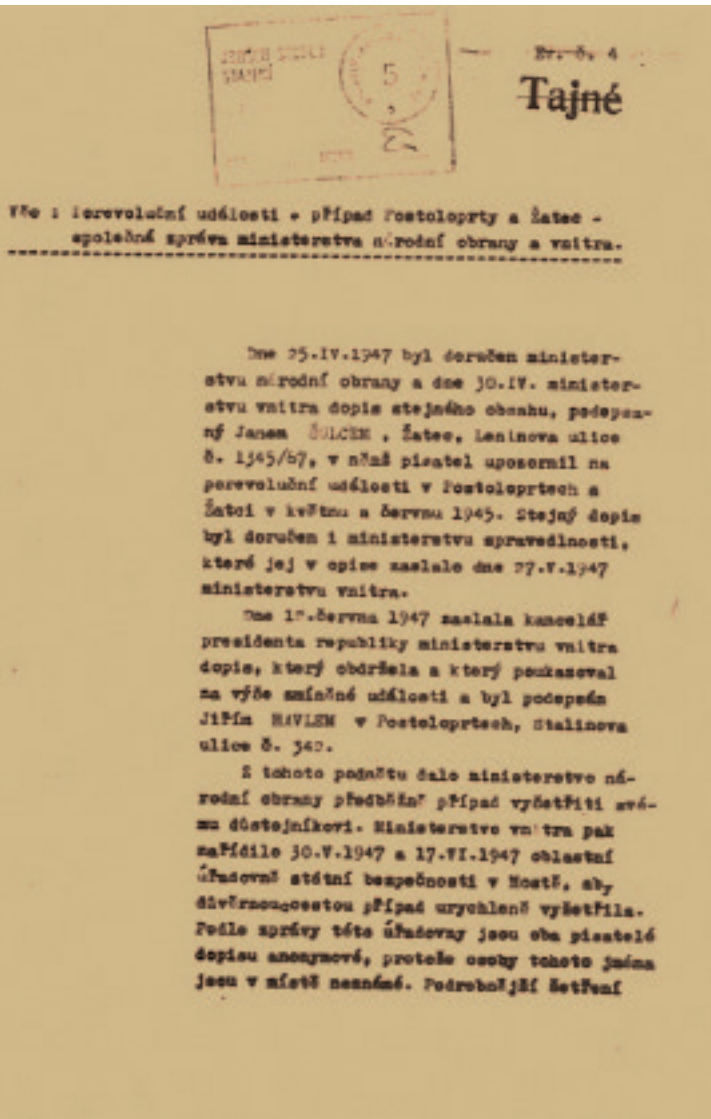 5
Ev. č. 4
Tajné
Věc : Porevoluční události - případ Postoloprty a Žatec -
společná zpráva ministerstva národní obrany a vnitra.
Dne 25.IV.1947 byl doručen minister-
stvu národní obrany a dne 30.IV. minister-
stvu vnitra dopis stejného obsahu, podepsa-
ný Janem ŠULCEM , Žatec, Leninova ulice
č. 1345/67, v němž pisatel upozornil na
porevoluční události v Postoloprtech a
Žatci v květnu a červnu 1945. Stejný dopis
byl doručen i ministerstvu spravedlnosti,
které jej v opise zaslalo dne 27.V.1947
ministerstvu vnitra.
Dne června 1947 zaslala kancelář
presidenta republiky ministerstvu vnitra
dopis, který obdržela a který poukazoval
na výše zmíněné události a byl podepsán
Jiřím HAVLEM v Postoloprtech, Stalinova
ulice č.
Z tohoto podnětu dalo ministerstvo ná-
rodní obrany předběžně případ vyšetřiti své-
mu důstojníkovi. Ministerstvo vnitra pak
nařídilo 30.V.1947 a 17.VI.1947 oblastní
úřadovně státní bezpečnosti v Mostě, aby
důvěrnou cestou případ urychleně vyšetřila.
Podle zprávy této úřadovny jsou oba pisatelé
dopisu anonymové, protože osoby tohoto jména
jsou v místě neznámé. Podrobnější šetření